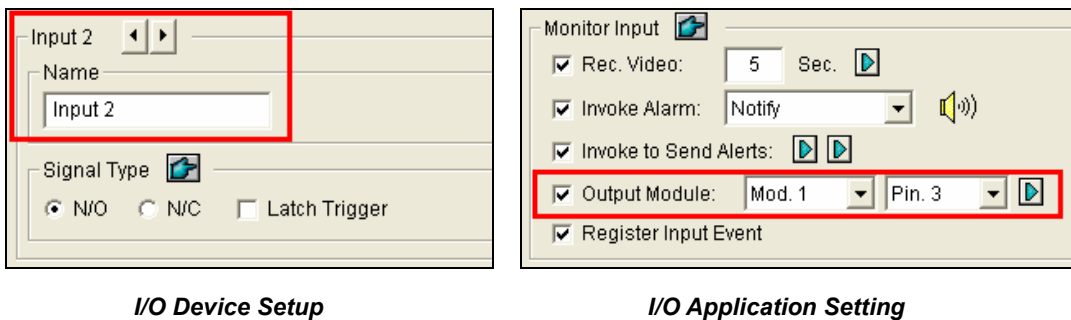 Input 2
Name
Input 2
Signal Type
N/O N/C Latch Trigger
Monitor Input
Rec. Video: 5 Sec.
Invoke Alarm: Notify
Invoke to Send Alerts:
Output Module: Mod. 1 Pin. 3
Register Input Event
I/O Device Setup
I/O Application Setting